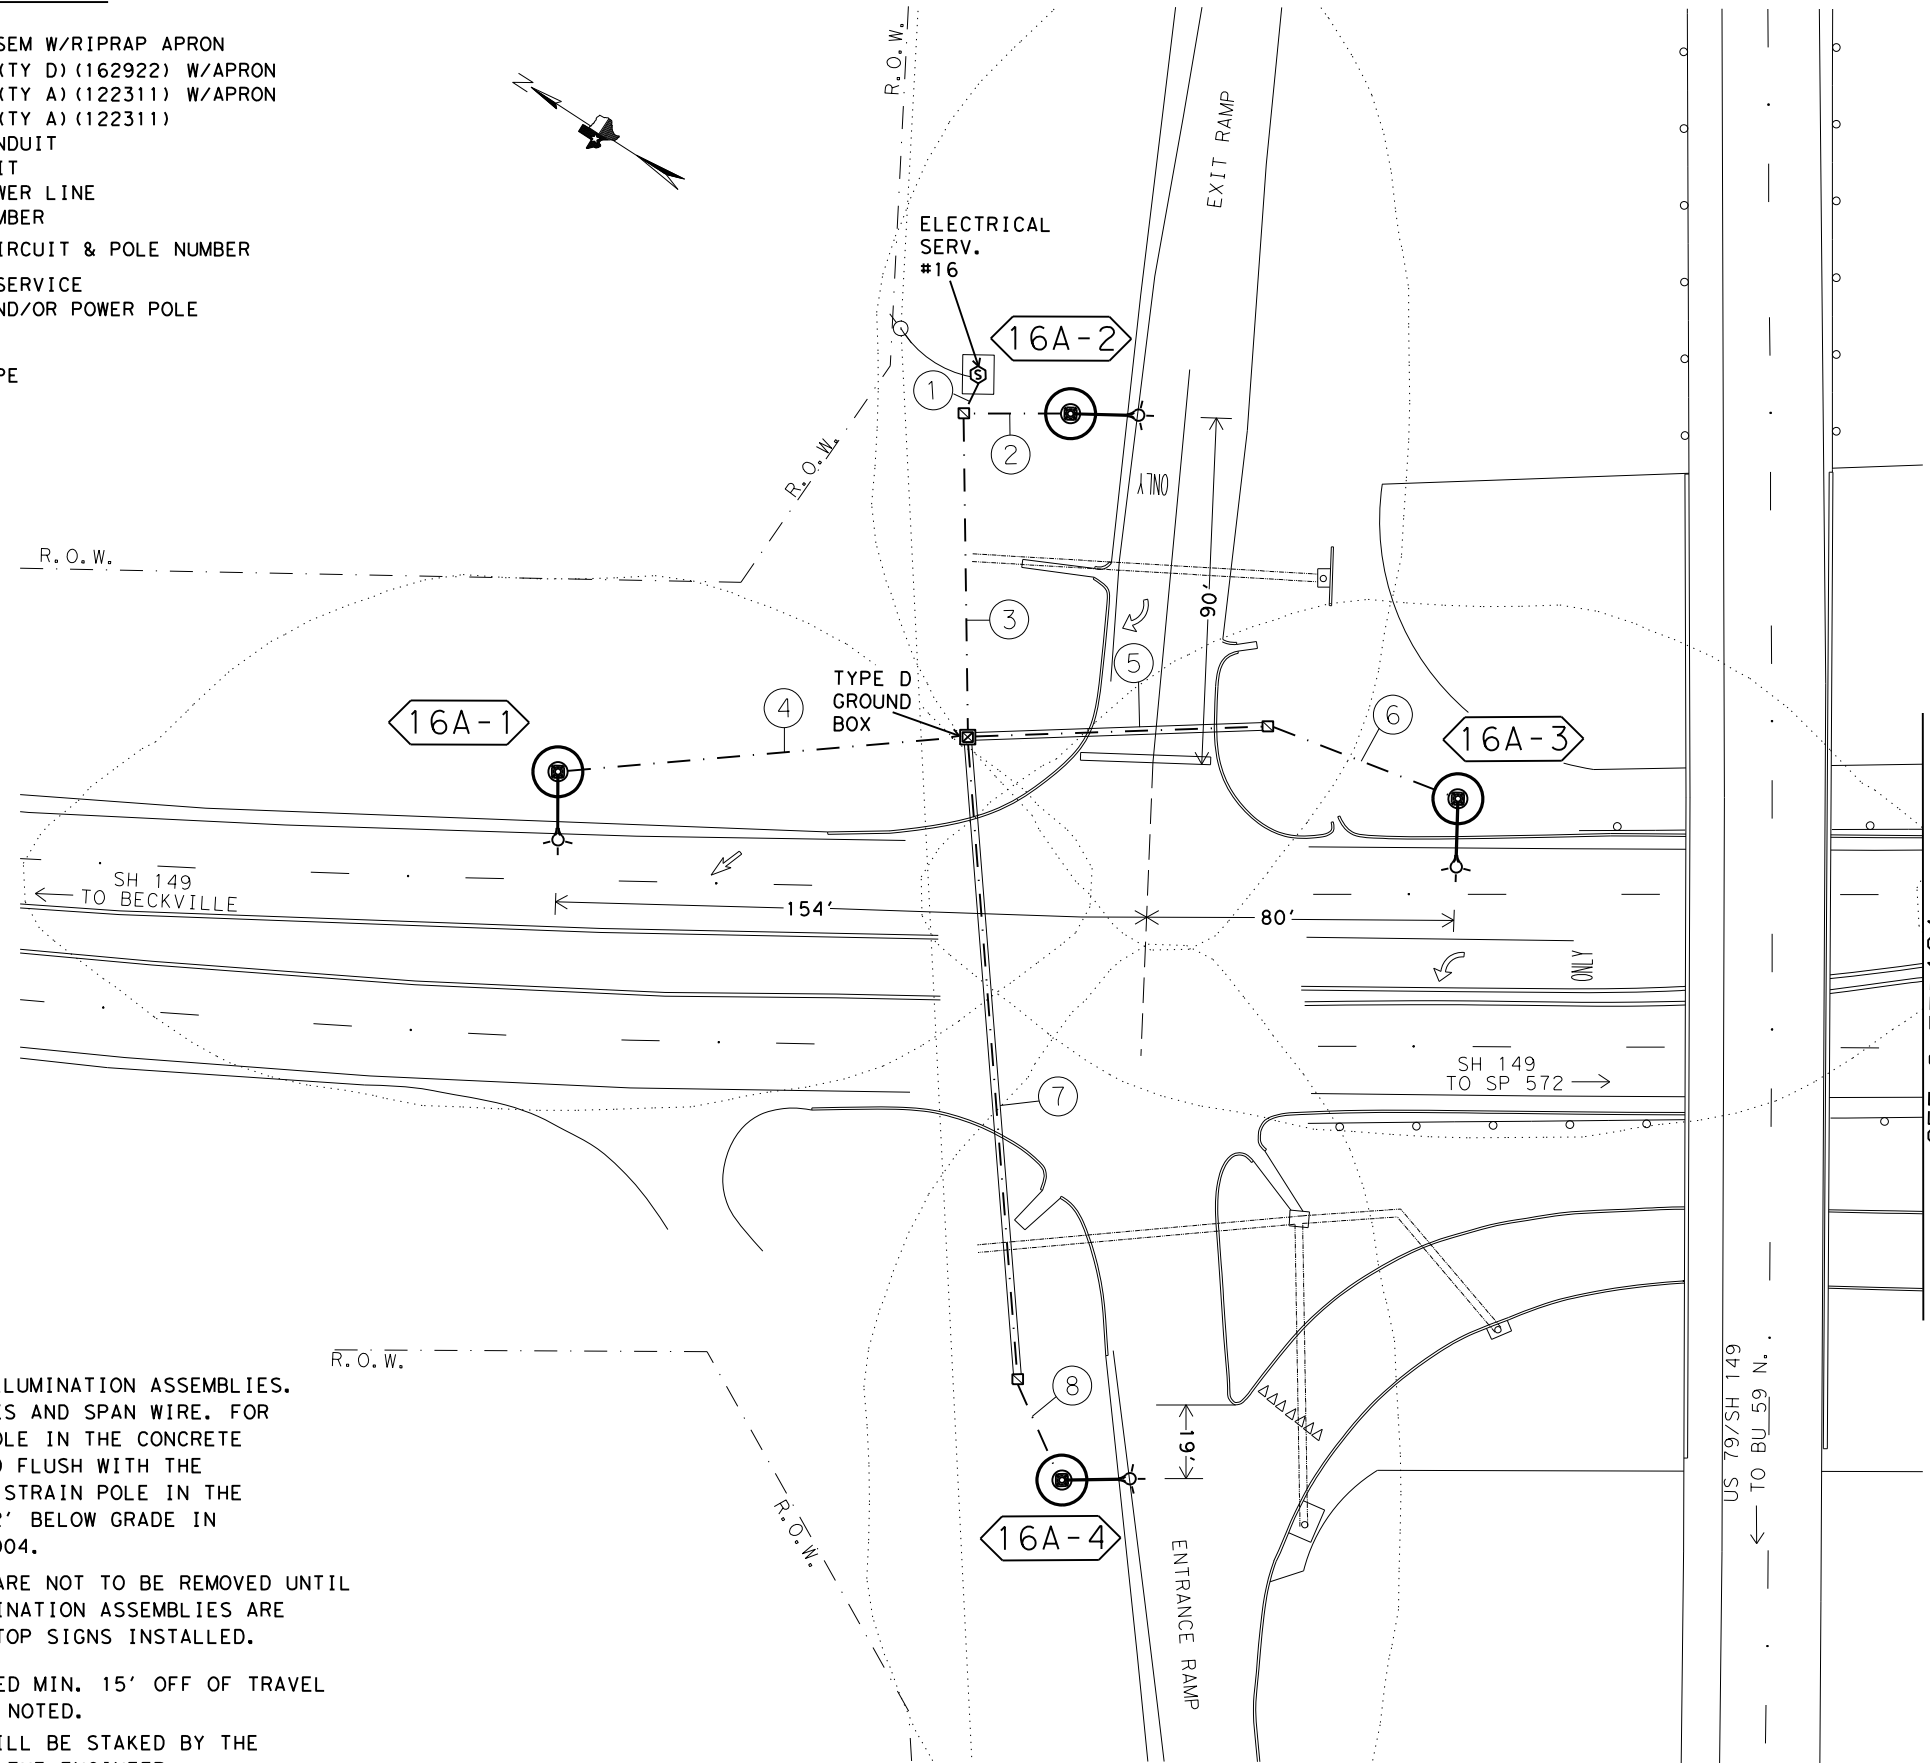 SEM W/RIPRAP APRON
(TY D)(162922) W/APRON
(TY A)(122311) W/APRON
(TY A)(122311)
NDUIT
IT
WER LINE
MBER
IRCUIT & POLE NUMBER
SERVICE
ND/OR POWER POLE
PE
N
R.O.W.
EXIT RAMP
ELECTRICAL
SERV.
#16
16A-2
S
1
2
R.O.W.
ONLY
R.O.W.
90'
3
5
TYPE D
GROUND
BOX
16A-1
4
6
16A-3
SH 149
TO BECKVILLE
154'
80'
ONLY
SH 149
TO SP 572
7
R.O.W.
8
19'
US 79/SH 149
TO BU 59 N.
R.O.W.
16A-4
ENTRANCE RAMP
LLUMINATION ASSEMBLIES.
ES AND SPAN WIRE. FOR
OLE IN THE CONCRETE
D FLUSH WITH THE
STRAIN POLE IN THE
2' BELOW GRADE IN
004.
ARE NOT TO BE REMOVED UNTIL
INATION ASSEMBLIES ARE
TOP SIGNS INSTALLED.
ED MIN. 15' OFF OF TRAVEL
NOTED.
ILL BE STAKED BY THE